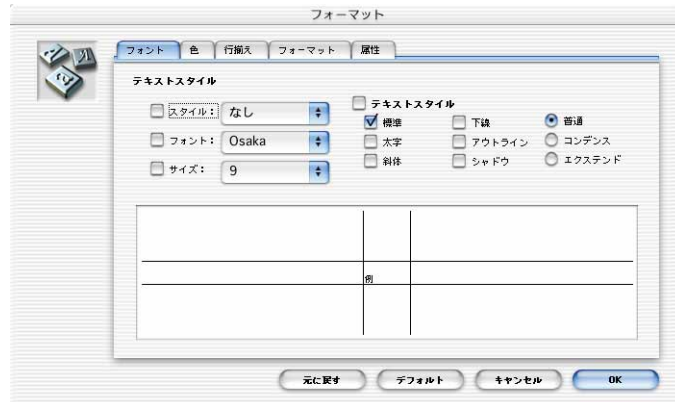 フォーマット
フォント 色 行揃え フォーマット 属性
テキストスタイル
スタイル： なし
フォント： Osaka
サイズ： 9
テキストスタイル
標準 下線 普通
太字 アウトライン コンデンス
斜体 シャドウ エクステンド
例
元に戻す デフォルト キャンセル OK